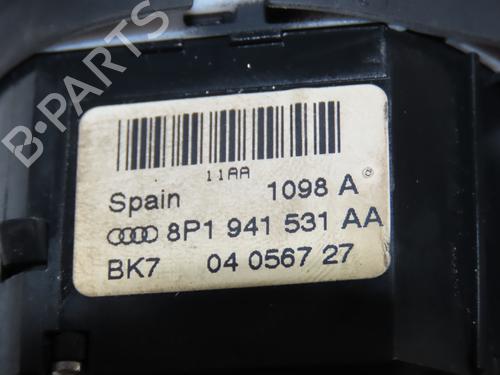 B-PARTS
11AA
Spain 1098 A
8P1 941 531 AA
BK7 04 0567 27